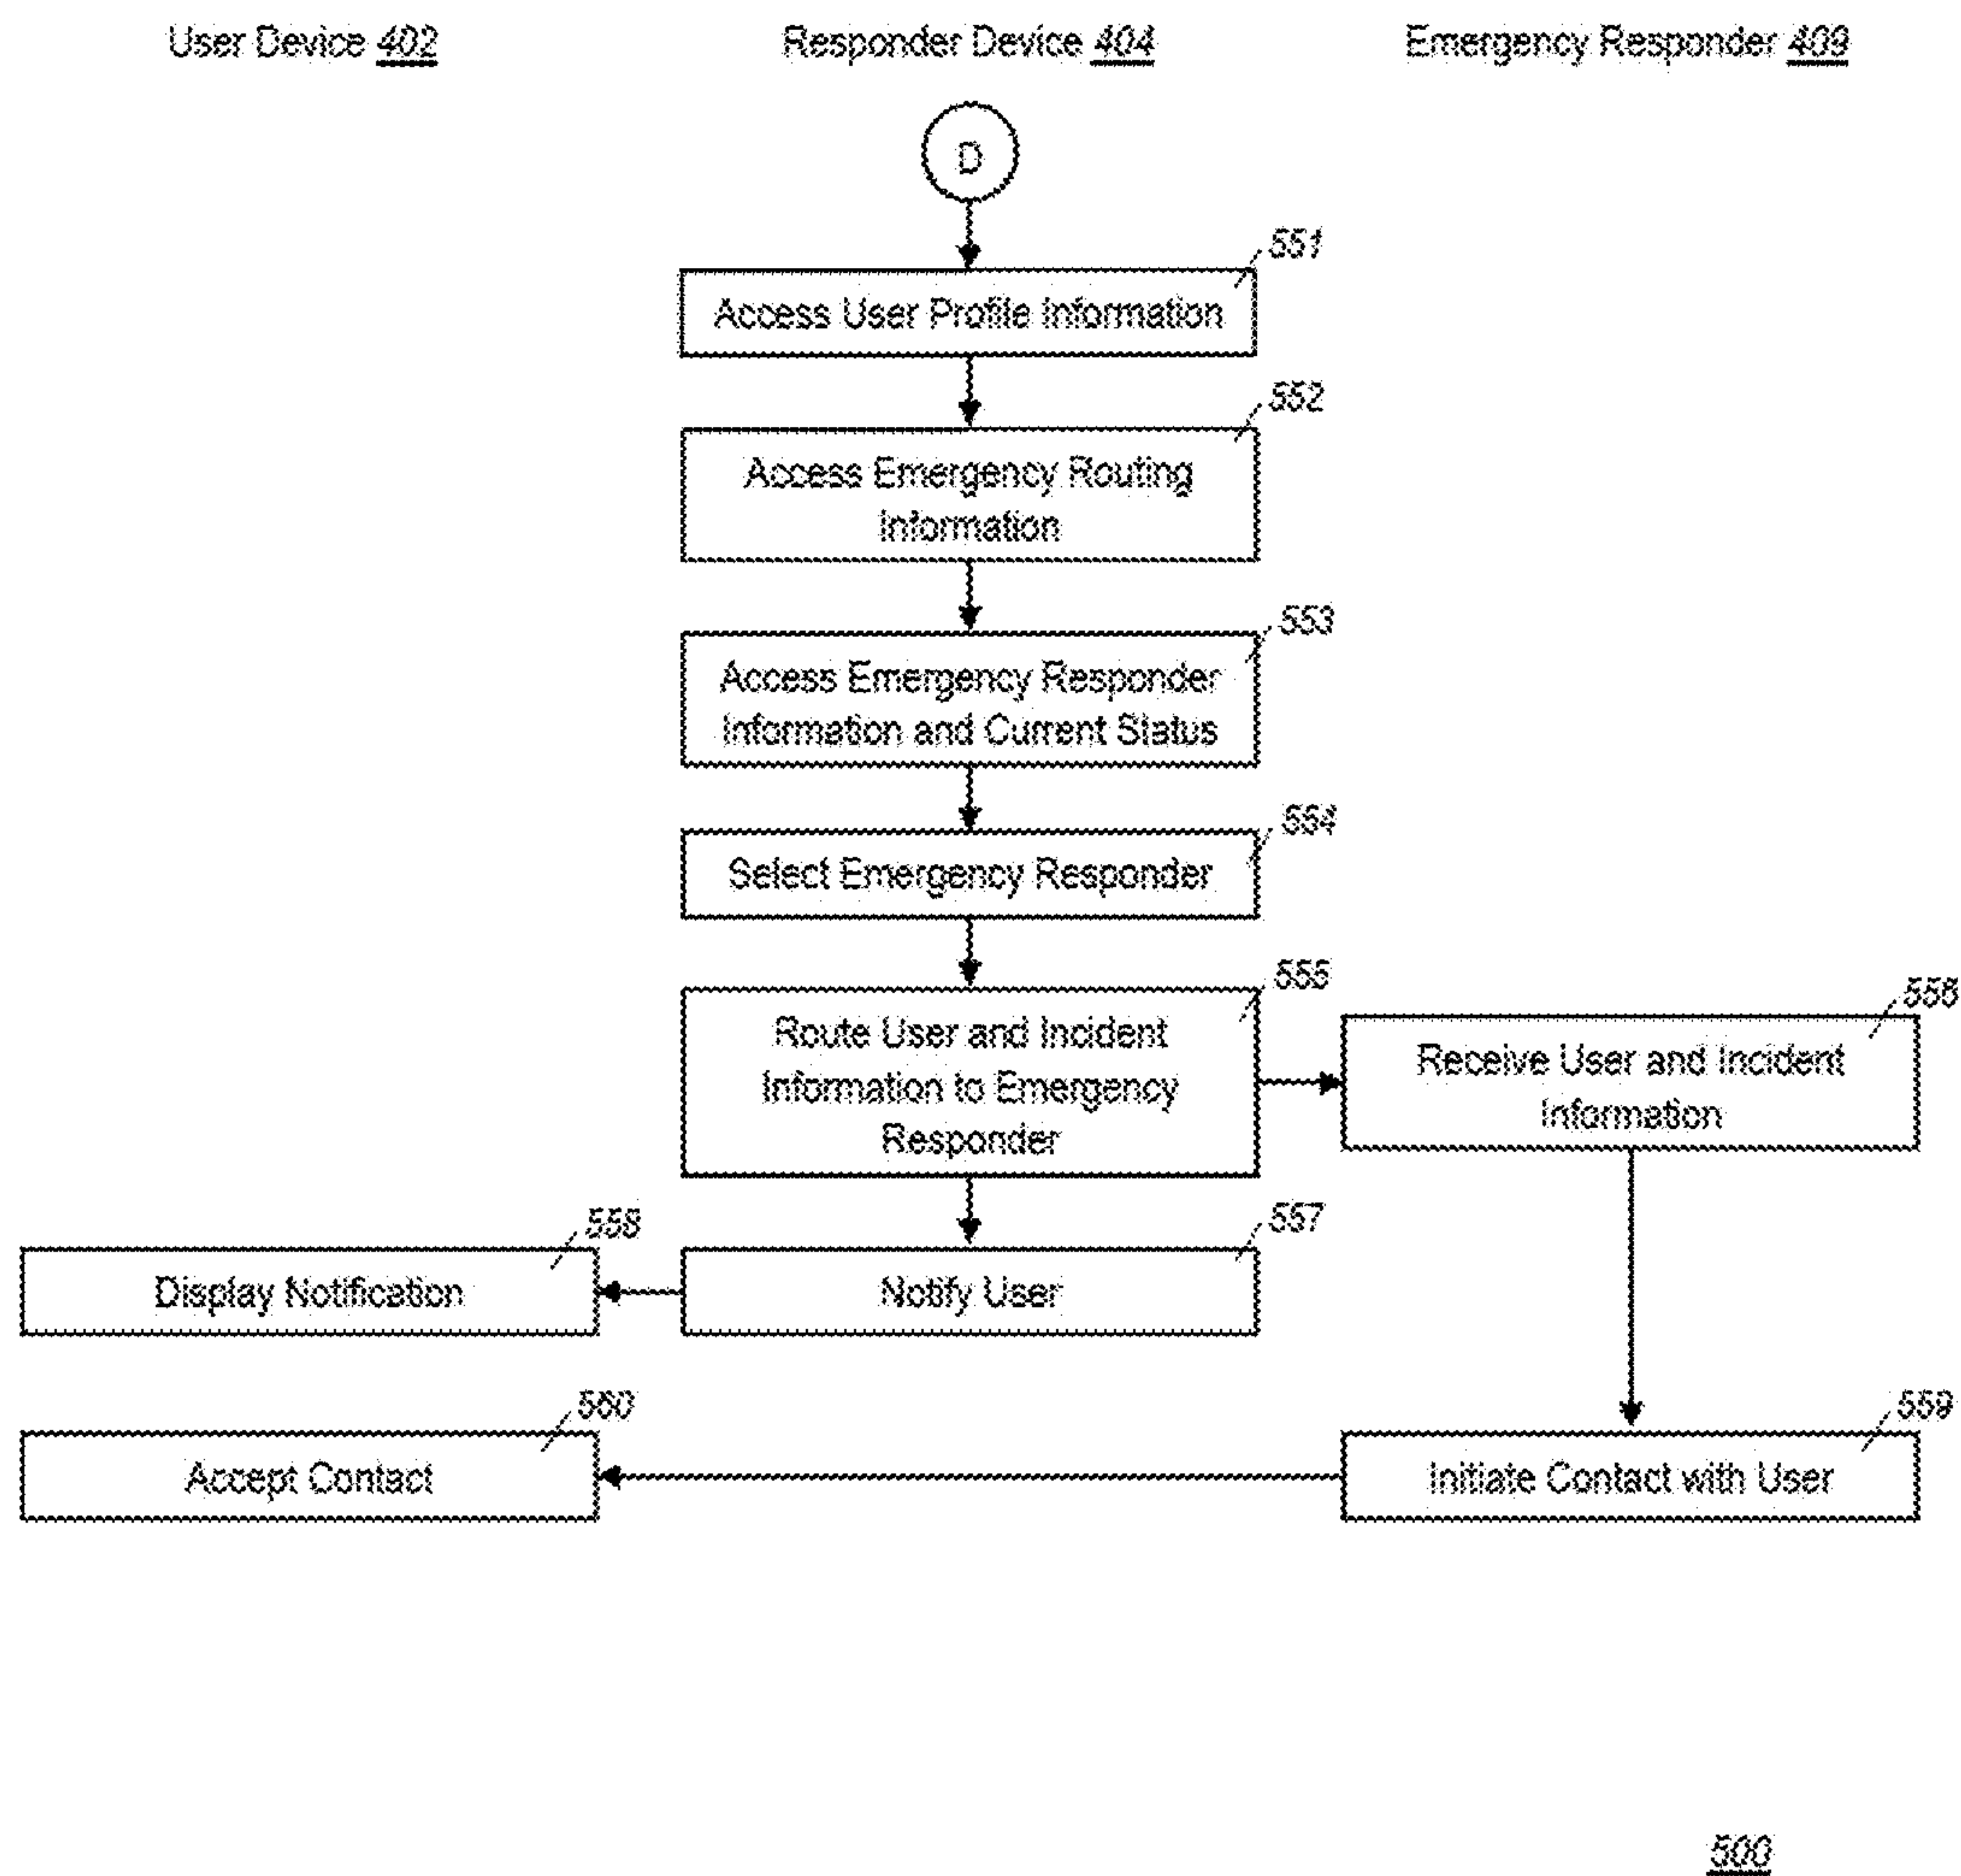 User Device 402
Responder Device 404
Emergency Responder 409
D
551
Access User Profile Information
552
Access Emergency Routing
Information
553
Access Emergency Responder
Information and Current Status
554
Select Emergency Responder
555
Route User and Incident
Information to Emergency
Responder
556
Receive User and Incident
Information
557
Notify User
558
Display Notification
559
Initiate Contact with User
560
Accept Contact
500